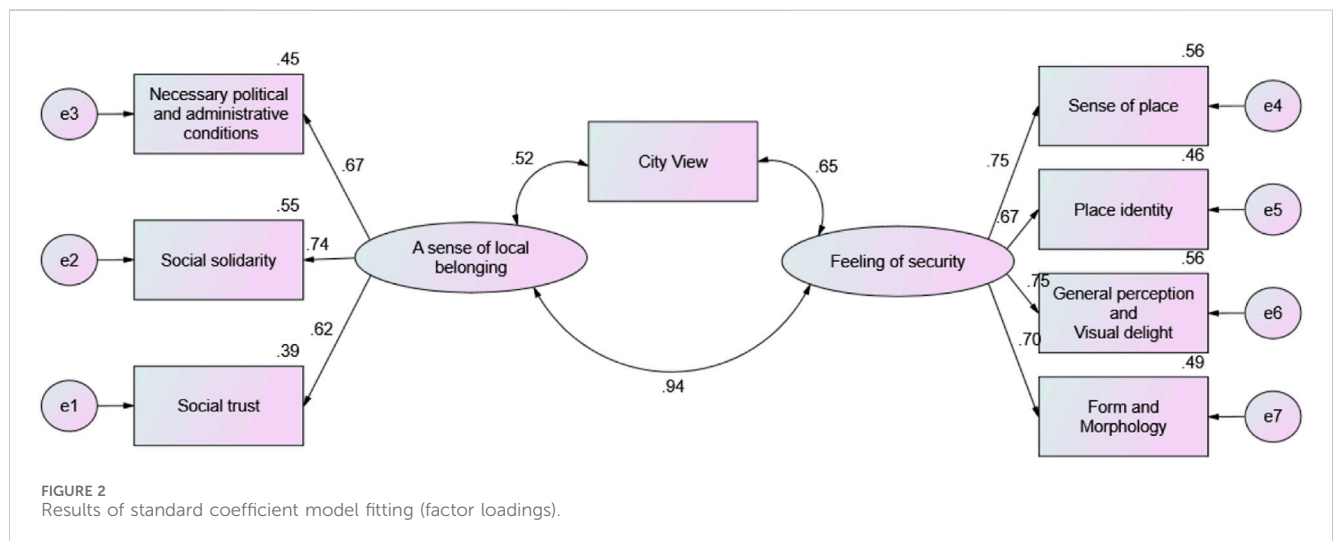 .45
Necessary political
and administrative
conditions
e3
.67
.55
Social solidarity
e2
.74
.39
Social trust
e1
.62
A sense of local
belonging
.52
City View
.65
.94
Feeling of security
.56
Sense of place
e4
.75
.46
Place identity
e5
.67
.56
General perception
and
Visual delight
e6
.75
.49
Form and
Morphology
e7
.70
FIGURE 2
Results of standard coefficient model fitting (factor loadings).